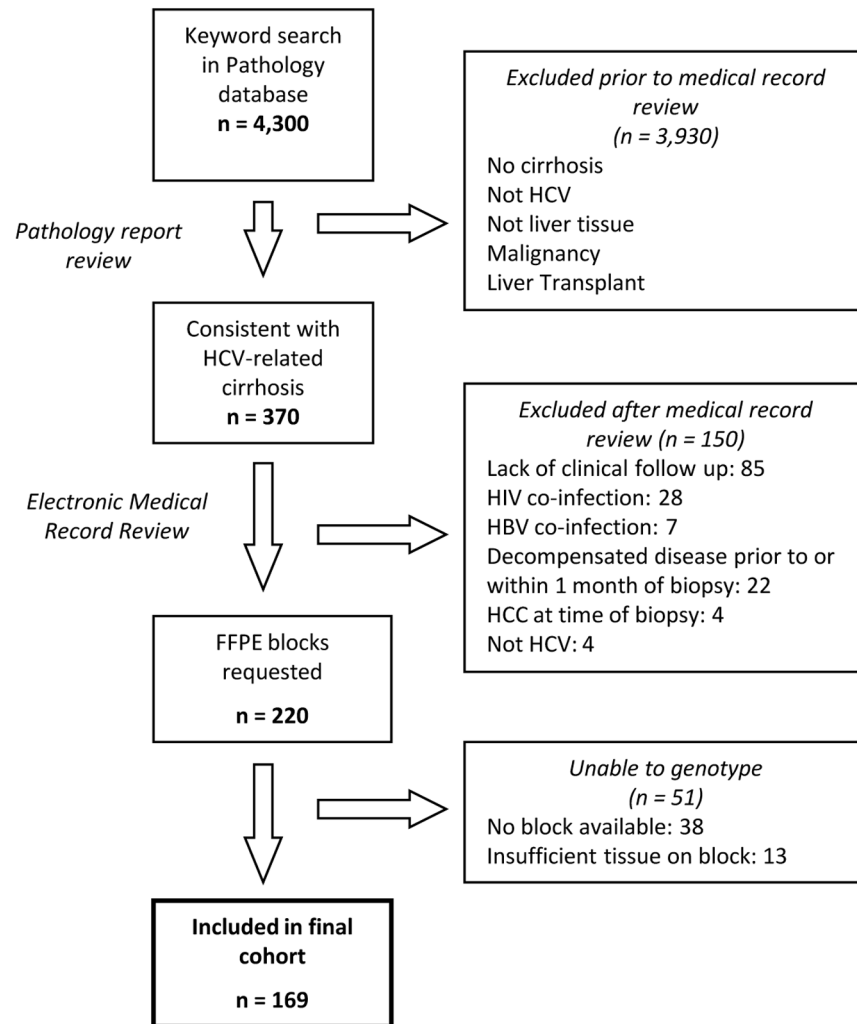 Keyword search
in Pathology
database
n = 4,300
Excluded prior to medical record
review
(n = 3,930)
No cirrhosis
Not HCV
Not liver tissue
Malignancy
Liver Transplant
Pathology report
review
Consistent with
HCV-related
cirrhosis
n = 370
Excluded after medical record
review (n = 150)
Lack of clinical follow up: 85
HIV co-infection: 28
HBV co-infection: 7
Decompensated disease prior to or
within 1 month of biopsy: 22
HCC at time of biopsy: 4
Not HCV: 4
Electronic Medical
Record Review
FFPE blocks
requested
n = 220
Unable to genotype
(n = 51)
No block available: 38
Insufficient tissue on block: 13
Included in final
cohort
n = 169